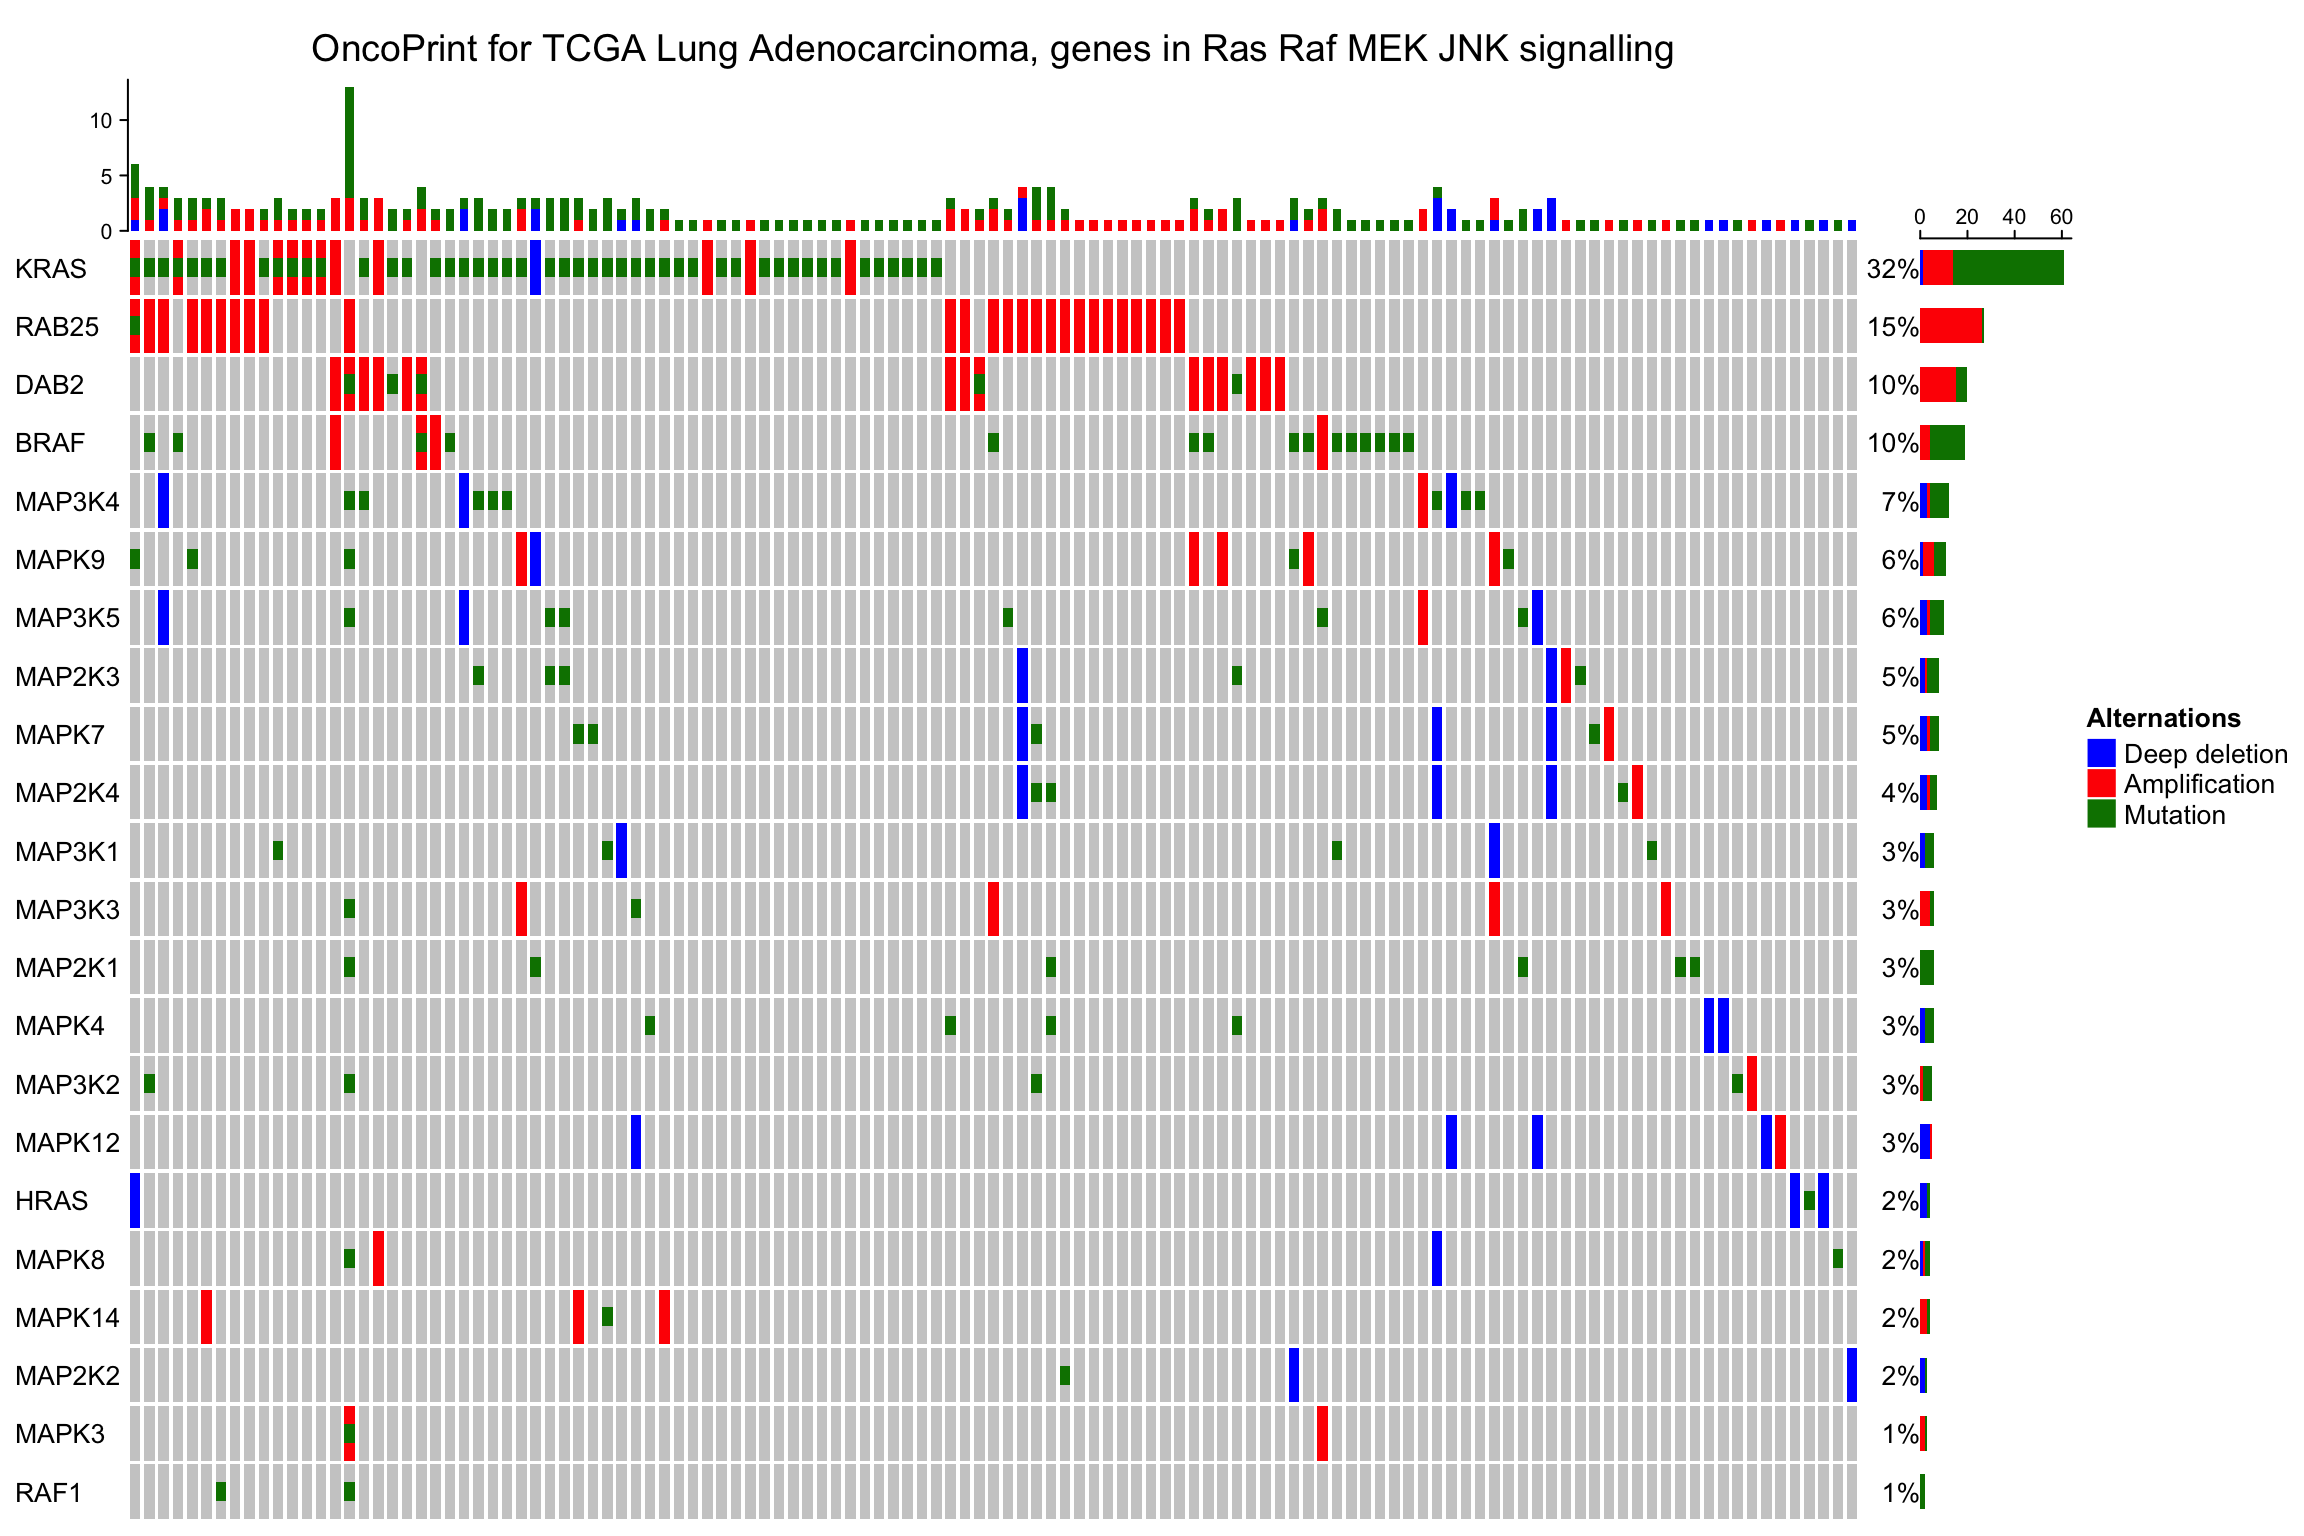 OncoPrint for TCGA Lung Adenocarcinoma, genes in Ras Raf MEK JNK signalling
10
5
0
0 20 40 60
KRAS 32%
RAB25 15%
DAB2 10%
BRAF 10%
MAP3K4 7%
MAPK9 6%
MAP3K5 6%
MAP2K3 5%
MAPK7 5%
MAP2K4 4%
MAP3K1 3%
MAP3K3 3%
MAP2K1 3%
MAPK4 3%
MAP3K2 3%
MAPK12 3%
HRAS 2%
MAPK8 2%
MAPK14 2%
MAP2K2 2%
MAPK3 1%
RAF1 1%
Alternations
Deep deletion
Amplification
Mutation